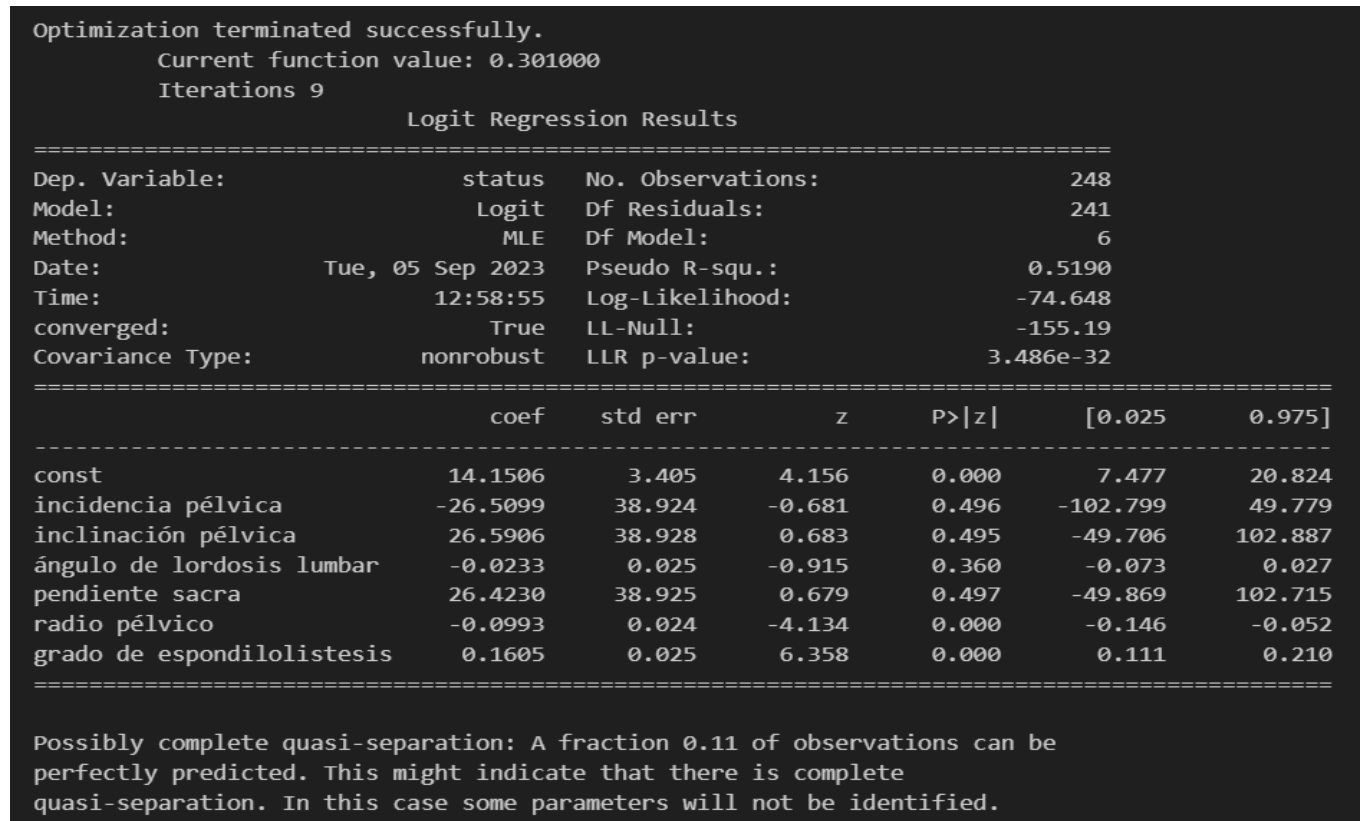 Optimization terminated successfully.
Current function value: 0.301000
Iterations 9
Logit Regression Results
==============================================================================
Dep. Variable: status No. Observations: 248
Model: Logit Df Residuals: 241
Method: MLE Df Model: 6
Date: Tue, 05 Sep 2023 Pseudo R-squ.: 0.5190
Time: 12:58:55 Log-Likelihood: -74.648
converged: True LL-Null: -155.19
Covariance Type: nonrobust LLR p-value: 3.486e-32
==============================================================================================
coef std err z P>|z| [0.025 0.975]
----------------------------------------------------------------------------------------------
const 14.1506 3.405 4.156 0.000 7.477 20.824
incidencia pélvica -26.5099 38.924 -0.681 0.496 -102.799 49.779
inclinación pélvica 26.5906 38.928 0.683 0.495 -49.706 102.887
ángulo de lordosis lumbar -0.0233 0.025 -0.915 0.360 -0.073 0.027
pendiente sacra 26.4230 38.925 0.679 0.497 -49.869 102.715
radio pélvico -0.0993 0.024 -4.134 0.000 -0.146 -0.052
grado de espondilolistesis 0.1605 0.025 6.358 0.000 0.111 0.210
==============================================================================================
Possibly complete quasi-separation: A fraction 0.11 of observations can be
perfectly predicted. This might indicate that there is complete
quasi-separation. In this case some parameters will not be identified.